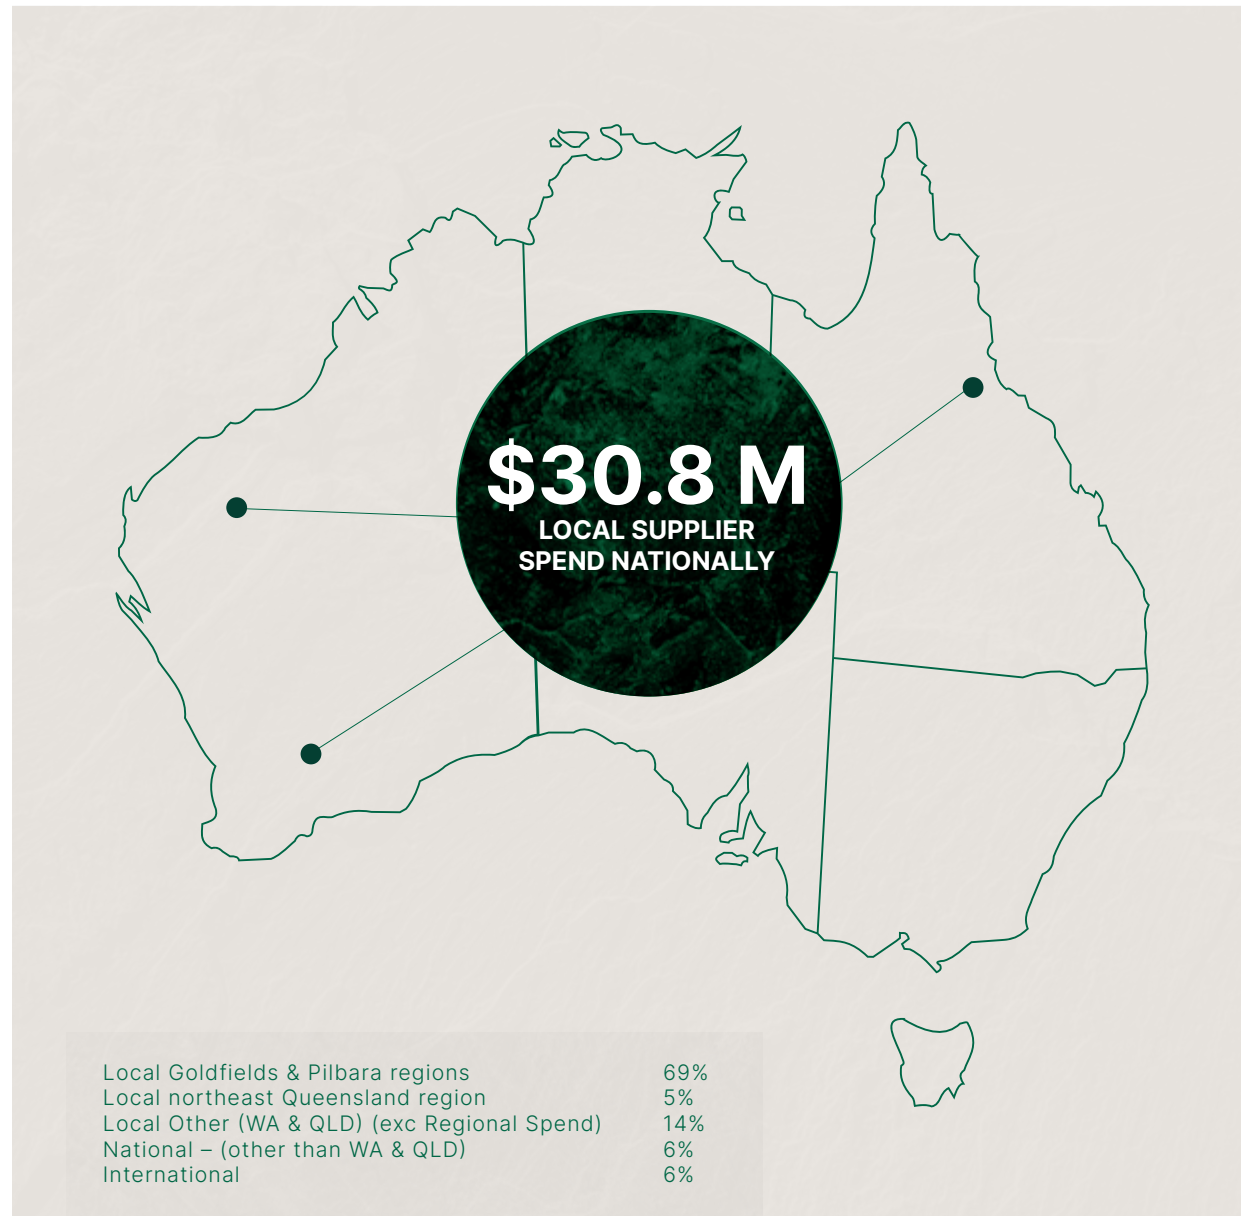 $30.8 M
LOCAL SUPPLIER
SPEND NATIONALLY
Local Goldfields & Pilbara regions 69%
Local northeast Queensland region 5%
Local Other (WA & QLD) (exc Regional Spend) 14%
National – (other than WA & QLD) 6%
International 6%